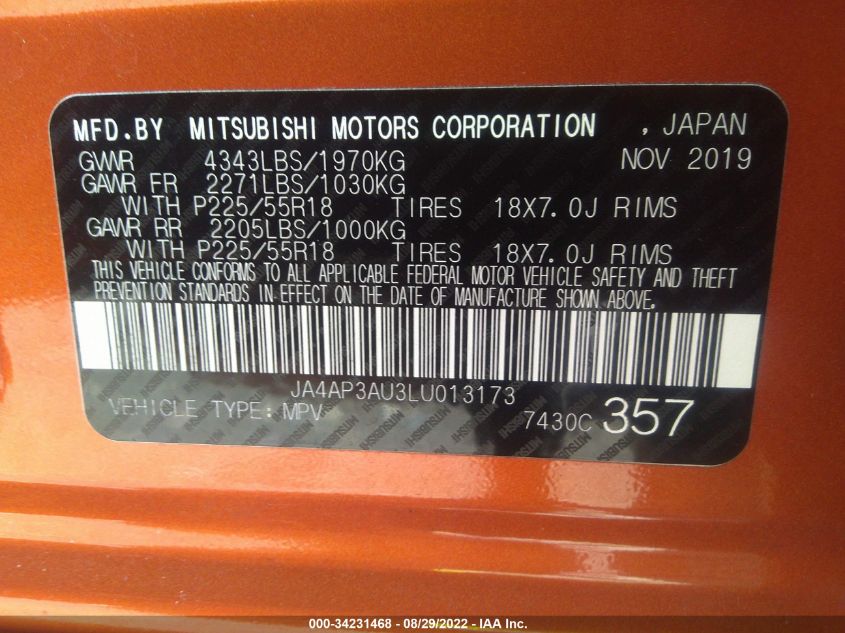 MFD.BY MITSUBISHI MOTORS CORPORATION , JAPAN
GVWR 4343LBS/1970KG NOV 2019
GAWR FR 2271LBS/1030KG
WITH P225/55R18 TIRES 18X7.0J RIMS
GAWR RR 2205LBS/1000KG
WITH P225/55R18 TIRES 18X7.0J RIMS
THIS VEHICLE CONFORMS TO ALL APPLICABLE FEDERAL MOTOR VEHICLE SAFETY AND THEFT
PREVENTION STANDARDS IN EFFECT ON THE DATE OF MANUFACTURE SHOWN ABOVE.
JA4AP3AU3LU013173
VEHICLE TYPE: MPV 7430C 357
000-34231468 - 08/29/2022 - IAA Inc.